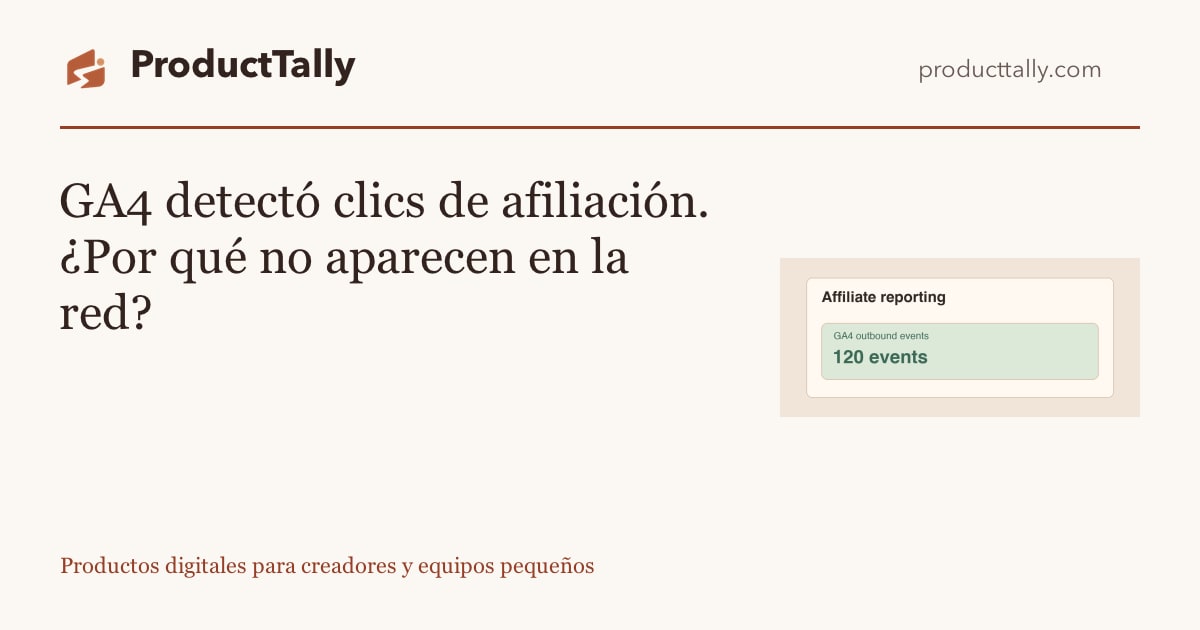 ProductTally
producttally.com
GA4 detectó clics de afiliación.
¿Por qué no aparecen en la
red?
Affiliate reporting
GA4 outbound events
120 events
Productos digitales para creadores y equipos pequeños